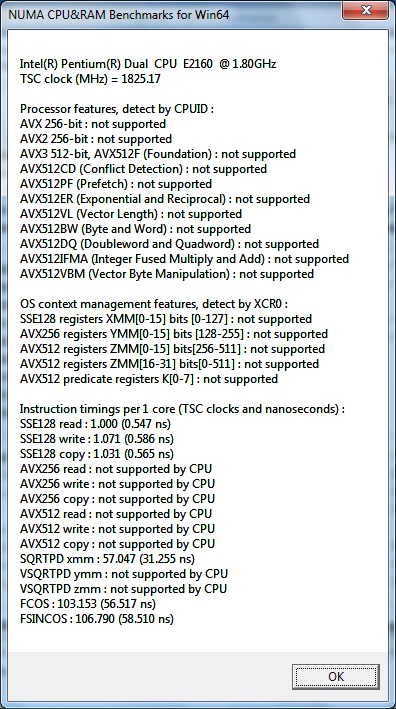 NUMA CPU&RAM Benchmarks for Win64
Intel(R) Pentium(R) Dual  CPU  E2160  @ 1.80GHz
TSC clock (MHz) = 1825.17
Processor features, detect by CPUID :
AVX 256-bit : not supported
AVX2 256-bit : not supported
AVX3 512-bit, AVX512F (Foundation) : not supported
AVX512CD (Conflict Detection) : not supported
AVX512PF (Prefetch) : not supported
AVX512ER (Exponential and Reciprocal) : not supported
AVX512VL (Vector Length) : not supported
AVX512BW (Byte and Word) : not supported
AVX512DQ (Doubleword and Quadword) : not supported
AVX512IFMA (Integer Fused Multiply and Add) : not supported
AVX512VBM (Vector Byte Manipulation) : not supported
OS context management features, detect by XCR0 :
SSE128 registers XMM[0-15] bits [0-127] : not supported
AVX256 registers YMM[0-15] bits [128-255] : not supported
AVX512 registers ZMM[0-15] bits[256-511] : not supported
AVX512 registers ZMM[16-31] bits[0-511] : not supported
AVX512 predicate registers K[0-7] : not supported
Instruction timings per 1 core (TSC clocks and nanoseconds) :
SSE128 read : 1.000 (0.547 ns)
SSE128 write : 1.071 (0.586 ns)
SSE128 copy : 1.031 (0.565 ns)
AVX256 read : not supported by CPU
AVX256 write : not supported by CPU
AVX256 copy : not supported by CPU
AVX512 read : not supported by CPU
AVX512 write : not supported by CPU
AVX512 copy : not supported by CPU
SQRTPD xmm : 57.047 (31.255 ns)
VSQRTPD ymm : not supported by CPU
VSQRTPD zmm : not supported by CPU
FCOS : 103.153 (56.517 ns)
FSINCOS : 106.790 (58.510 ns)
OK